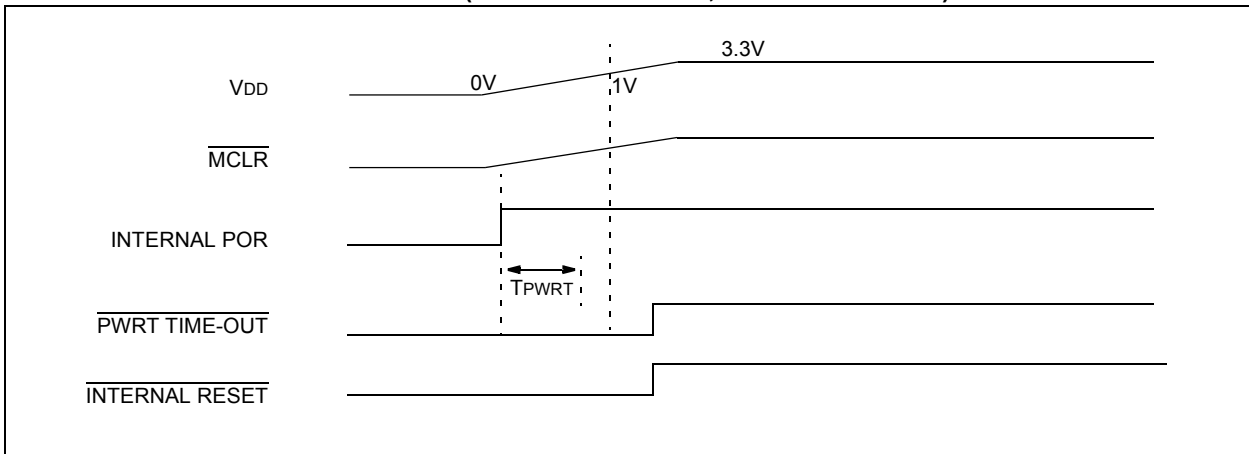 3.3V
VDD 0V 1V
MCLR
INTERNAL POR
TPWRT
PWRT TIME-OUT
INTERNAL RESET